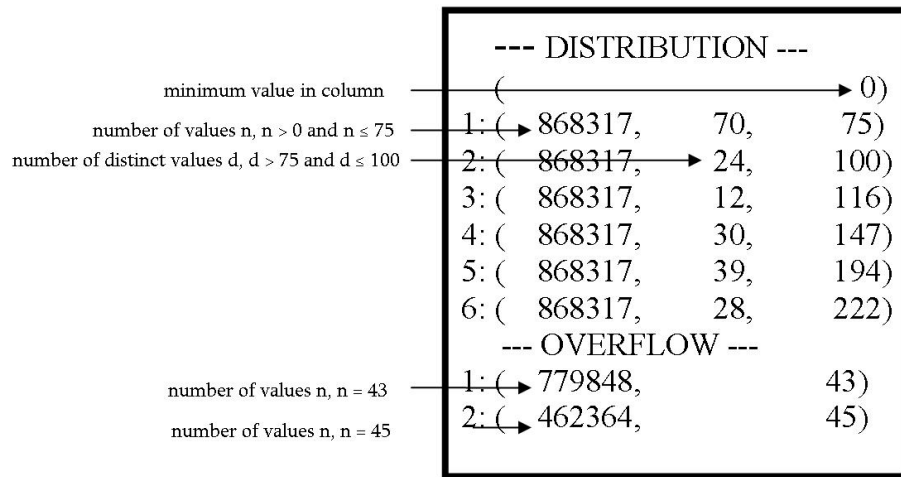 --- DISTRIBUTION ---
minimum value in column
( 0)
number of values n, n > 0 and n ≤ 75
1: ( 868317, 70, 75)
number of distinct values d, d > 75 and d ≤ 100
2: ( 868317, 24, 100)
3: ( 868317, 12, 116)
4: ( 868317, 30, 147)
5: ( 868317, 39, 194)
6: ( 868317, 28, 222)
--- OVERFLOW ---
number of values n, n = 43
1: ( 779848, 43)
number of values n, n = 45
2: ( 462364, 45)